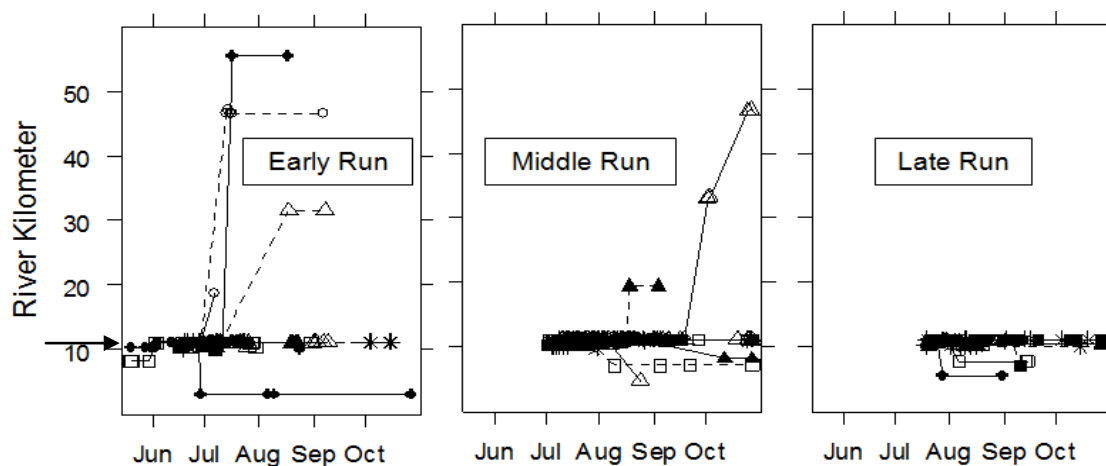 River Kilometer
50
40
30
20
10
Early Run
Middle Run
Late Run
Jun Jul Aug Sep Oct
Jun Jul Aug Sep Oct
Jun Jul Aug Sep Oct